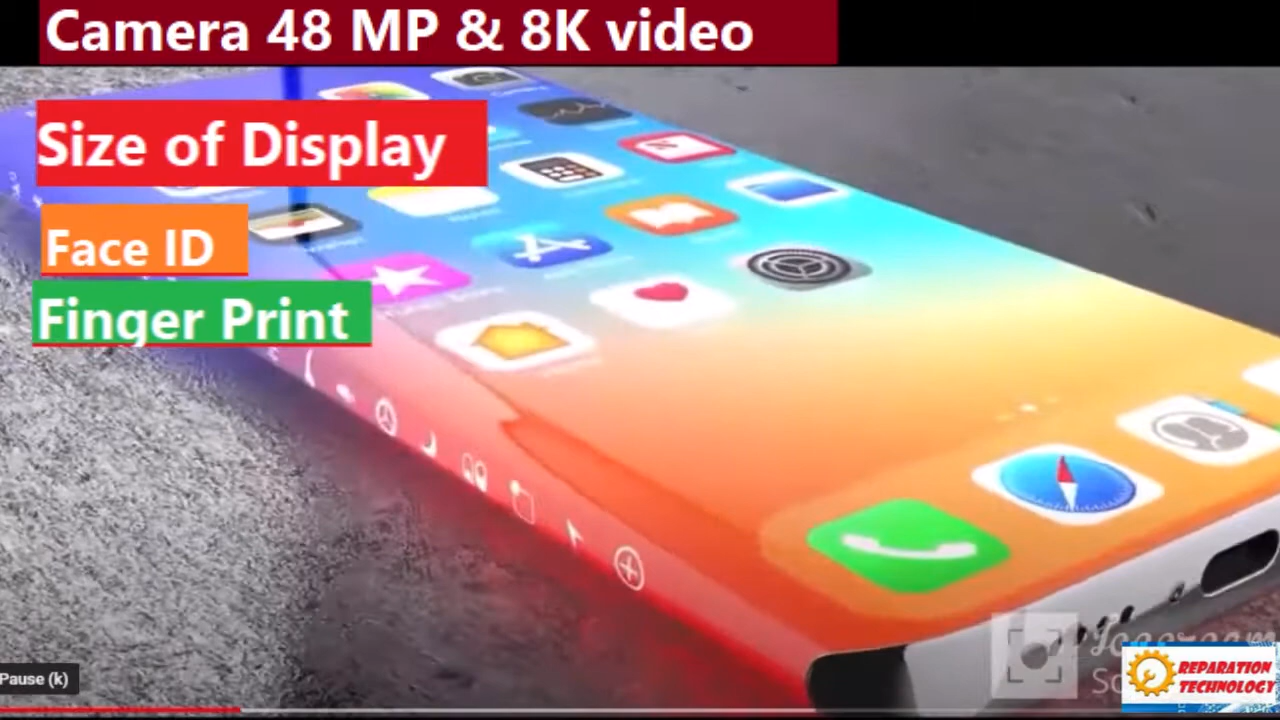 Camera 48 MP & 8K video
Size of Display
Face ID
Finger Print
Pause (k)
REPARATION
TECHNOLOGY